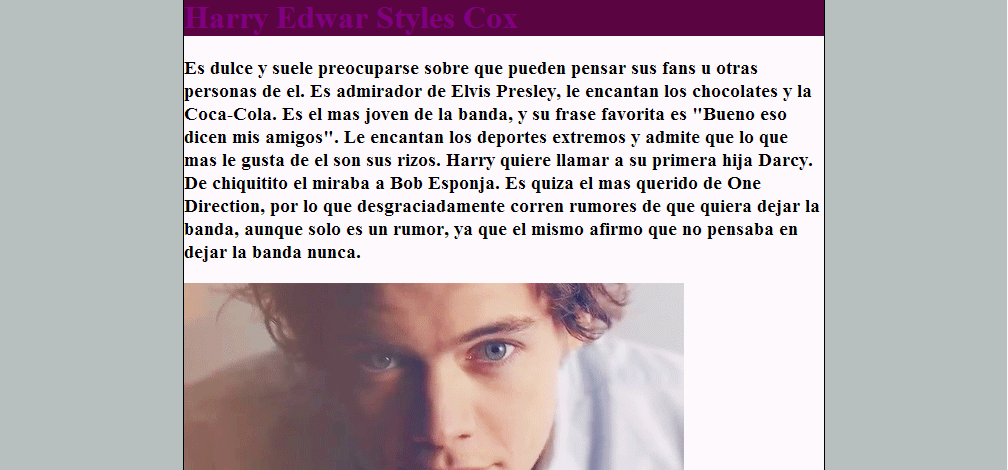 Harry Edwar Styles Cox
Es dulce y suele preocuparse sobre que pueden pensar sus fans u otras
personas de el. Es admirador de Elvis Presley, le encantan los chocolates y la
Coca-Cola. Es el mas joven de la banda, y su frase favorita es "Bueno eso
dicen mis amigos". Le encantan los deportes extremos y admite que lo que
mas le gusta de el son sus rizos. Harry quiere llamar a su primera hija Darcy.
De chiquitito el miraba a Bob Esponja. Es quiza el mas querido de One
Direction, por lo que desgraciadamente corren rumores de que quiera dejar la
banda, aunque solo es un rumor, ya que el mismo afirmo que no pensaba en
dejar la banda nunca.